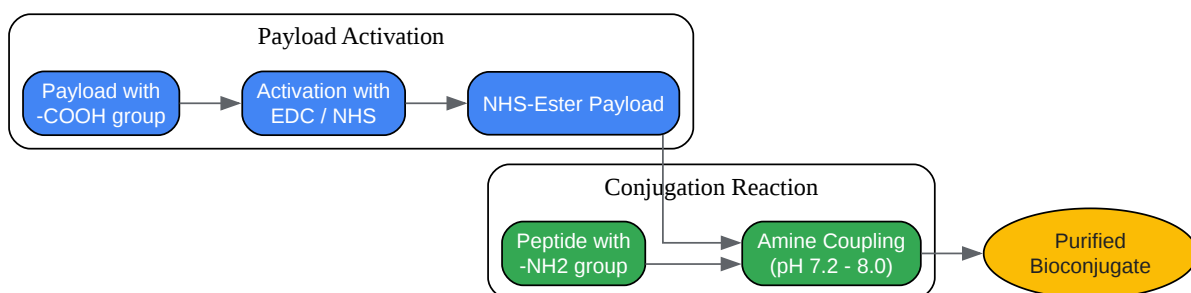 Payload Activation
Payload with
-COOH group
Activation with
EDC / NHS
NHS-Ester Payload
Conjugation Reaction
Peptide with
-NH2 group
Amine Coupling
(pH 7.2 - 8.0)
Purified
Bioconjugate